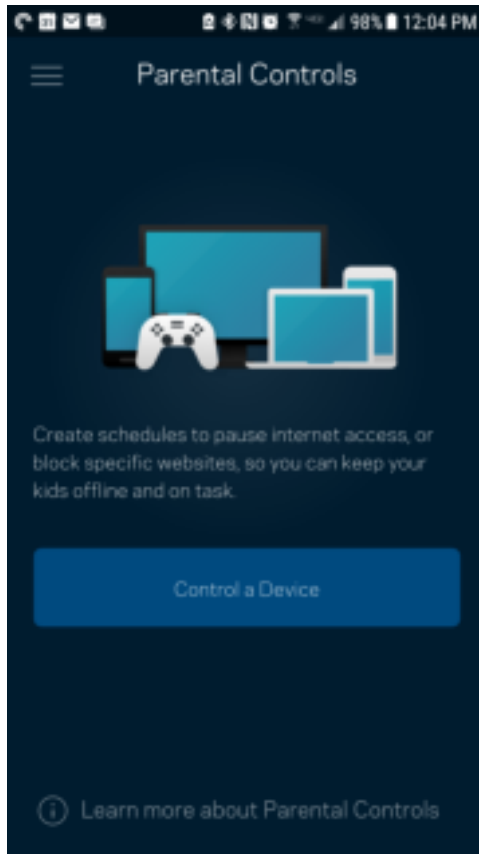 98% 12:04 PM
Parental Controls
Create schedules to pause internet access, or
block specific websites, so you can keep your
kids offline and on task.
Control a Device
Learn more about Parental Controls